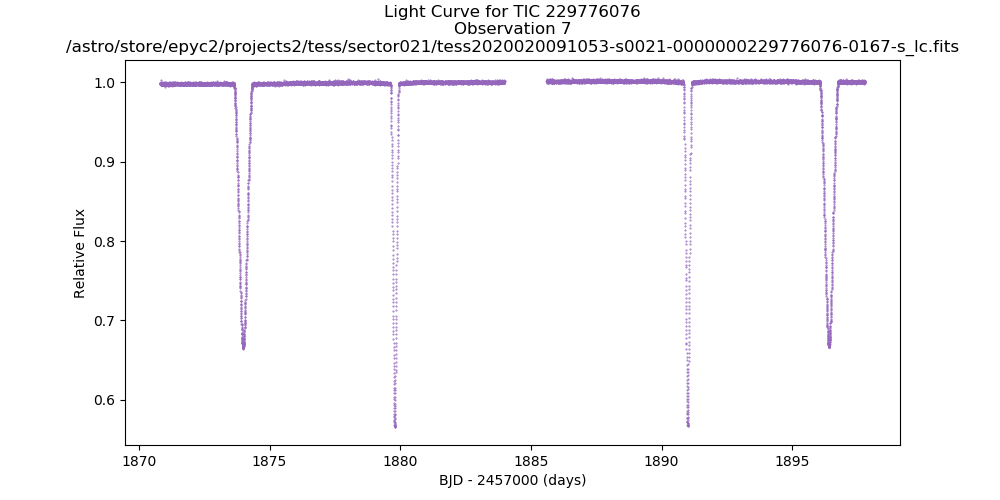 Light Curve for TIC 229776076
Observation 7
/astro/store/epyc2/projects2/tess/sector021/tess2020020091053-s0021-0000000229776076-0167-s_lc.fits
1.0
0.9
0.8
0.7
0.6
Relative Flux
1870 1875 1880 1885 1890 1895
BJD - 2457000 (days)